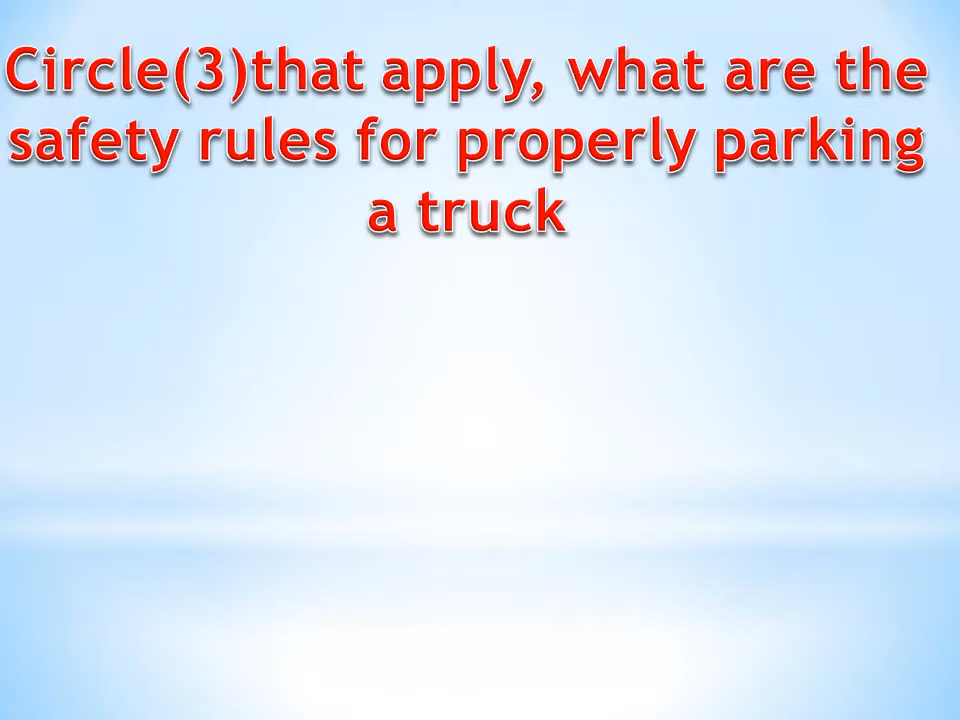 Circle(3)that apply, what are the
safety rules for properly parking
a truck